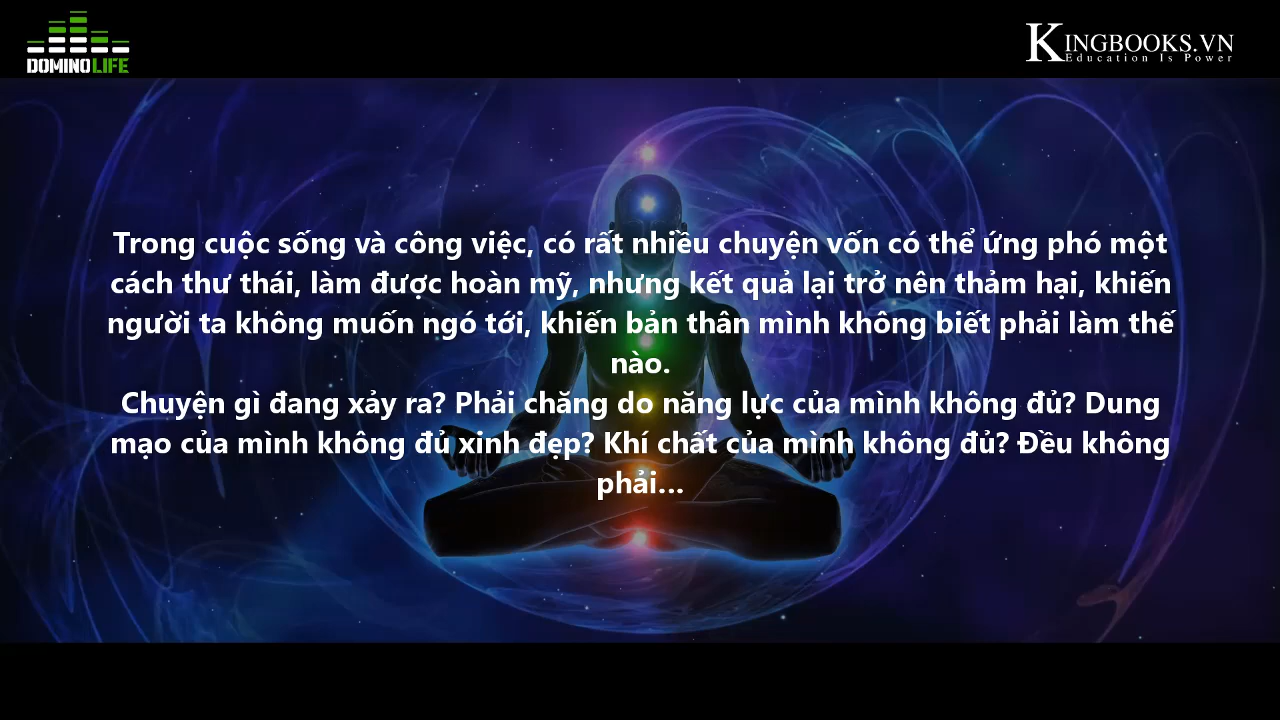 DOMINOLIFE
KINGBOOKS.VN
Education Is Power
Trong cuộc sống và công việc, có rất nhiều chuyện vốn có thể ứng phó một
cách thư thái, làm được hoàn mỹ, nhưng kết quả lại trở nên thảm hại, khiến
người ta không muốn ngó tới, khiến bản thân mình không biết phải làm thế
nào.
Chuyện gì đang xảy ra? Phải chăng do năng lực của mình không đủ? Dung
mạo của mình không đủ xinh đẹp? Khí chất của mình không đủ? Đều không
phải...